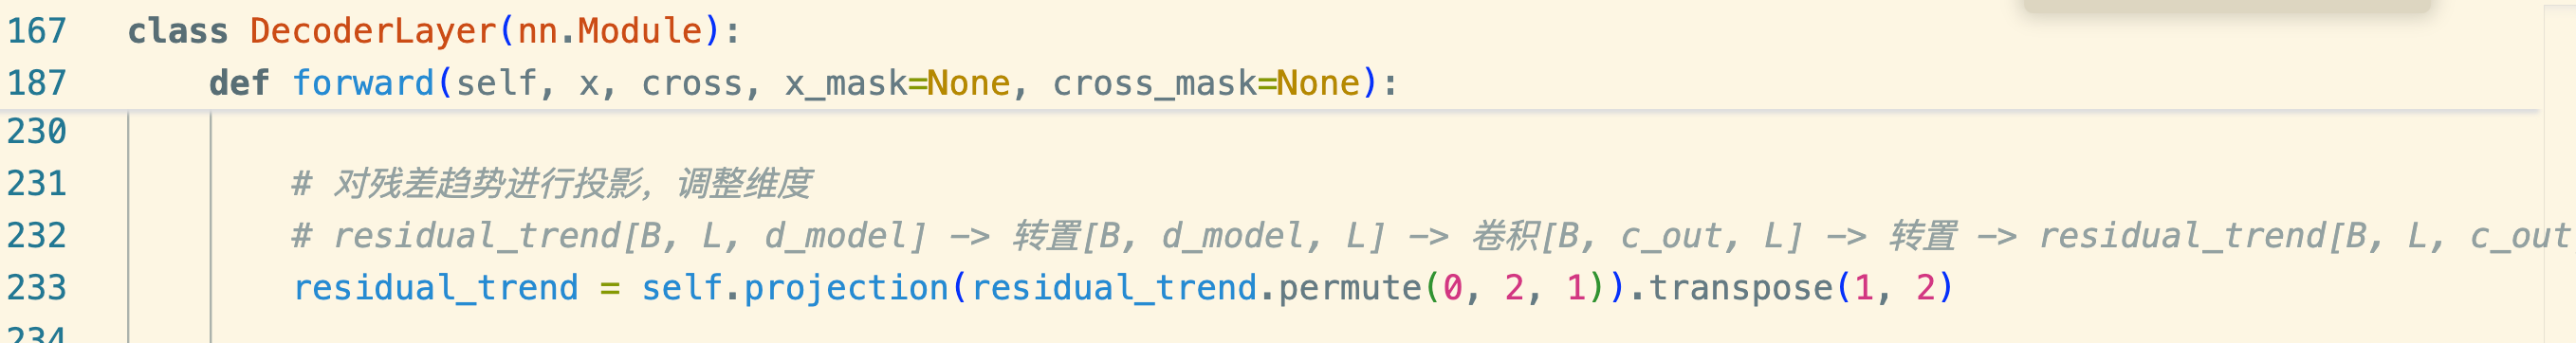 167 class DecoderLayer(nn.Module):
187 def forward(self, x, cross, x_mask=None, cross_mask=None):
230
231 # 对残差趋势进行投影，调整维度
232 # residual_trend[B, L, d_model] -> 转置[B, d_model, L] -> 卷积[B, c_out, L] -> 转置 -> residual_trend[B, L, c_out
233 residual_trend = self.projection(residual_trend.permute(0, 2, 1)).transpose(1, 2)
234